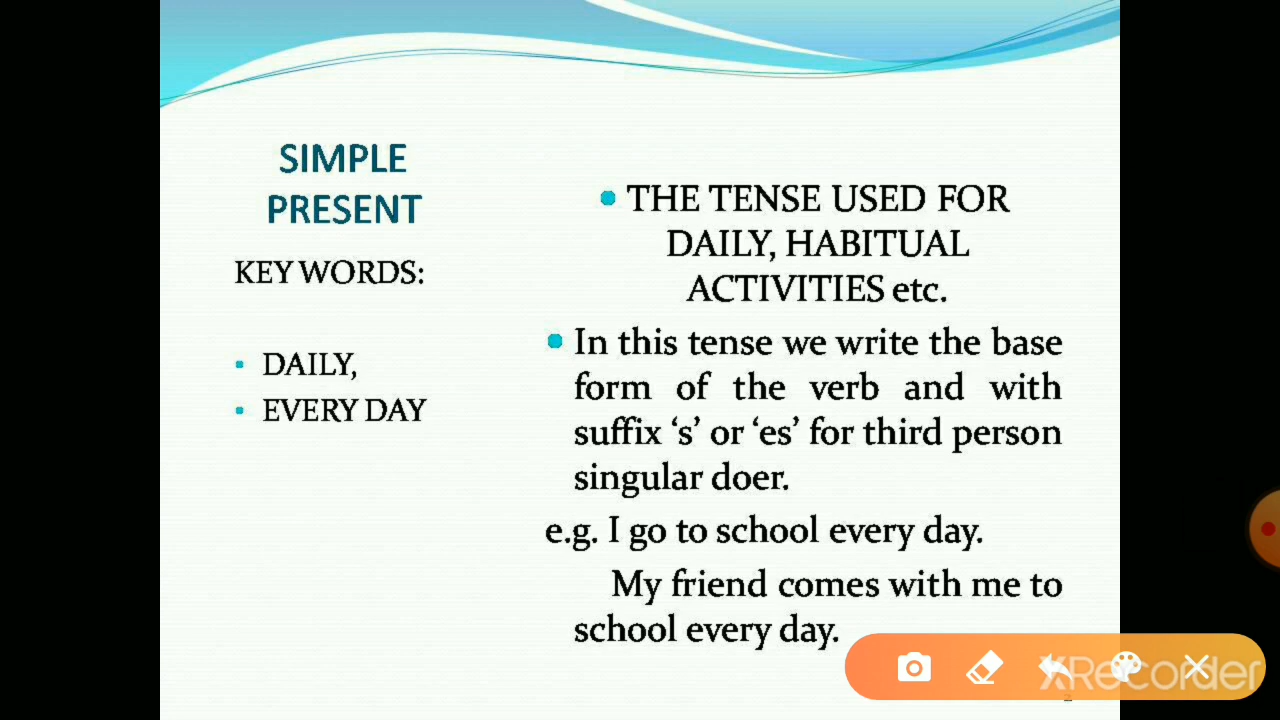 SIMPLE
PRESENT
KEY WORDS:
• DAILY,
• EVERY DAY
• THE TENSE USED FOR
DAILY, HABITUAL
ACTIVITIES etc.
• In this tense we write the base
form of the verb and with
suffix ‘s’ or ‘es’ for third person
singular doer.
e.g. I go to school every day.
My friend comes with me to
school every day.
XRecorder
2